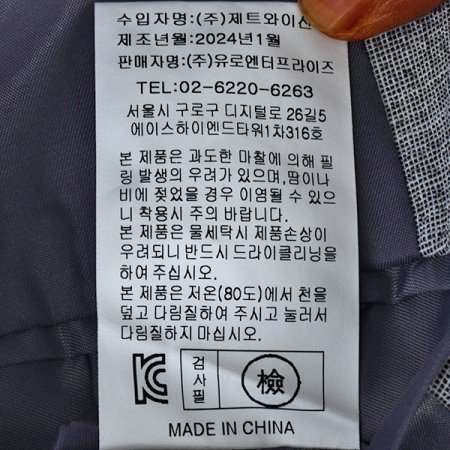 수입자명:(주)제트와이신
제조년월:2024년1월
판매자명:(주)유로엔터프라이즈
TEL:02-6220-6263
서울시 구로구 디지털로 26길5
에이스하이엔드타워1차316호
본 제품은 과도한 마찰에 의해 필
링 발생의 우려가 있으며,땀이나
비에 젖었을 경우 이염될 수 있으
니 착용시 주의 바랍니다.
본 제품은 물세탁시 제품손상이
우려되니 반드시 드라이클리닝을
하여 주십시오.
본 제품은 저온(80도)에서 천을
덮고 다림질하여 주시고 눌러서
다림질하지 마십시오.
KC
검사필
檢
MADE IN CHINA